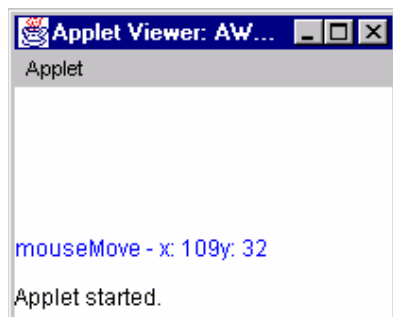 Applet Viewer: AW...
Applet
mouseMove - x: 109y: 32
Applet started.